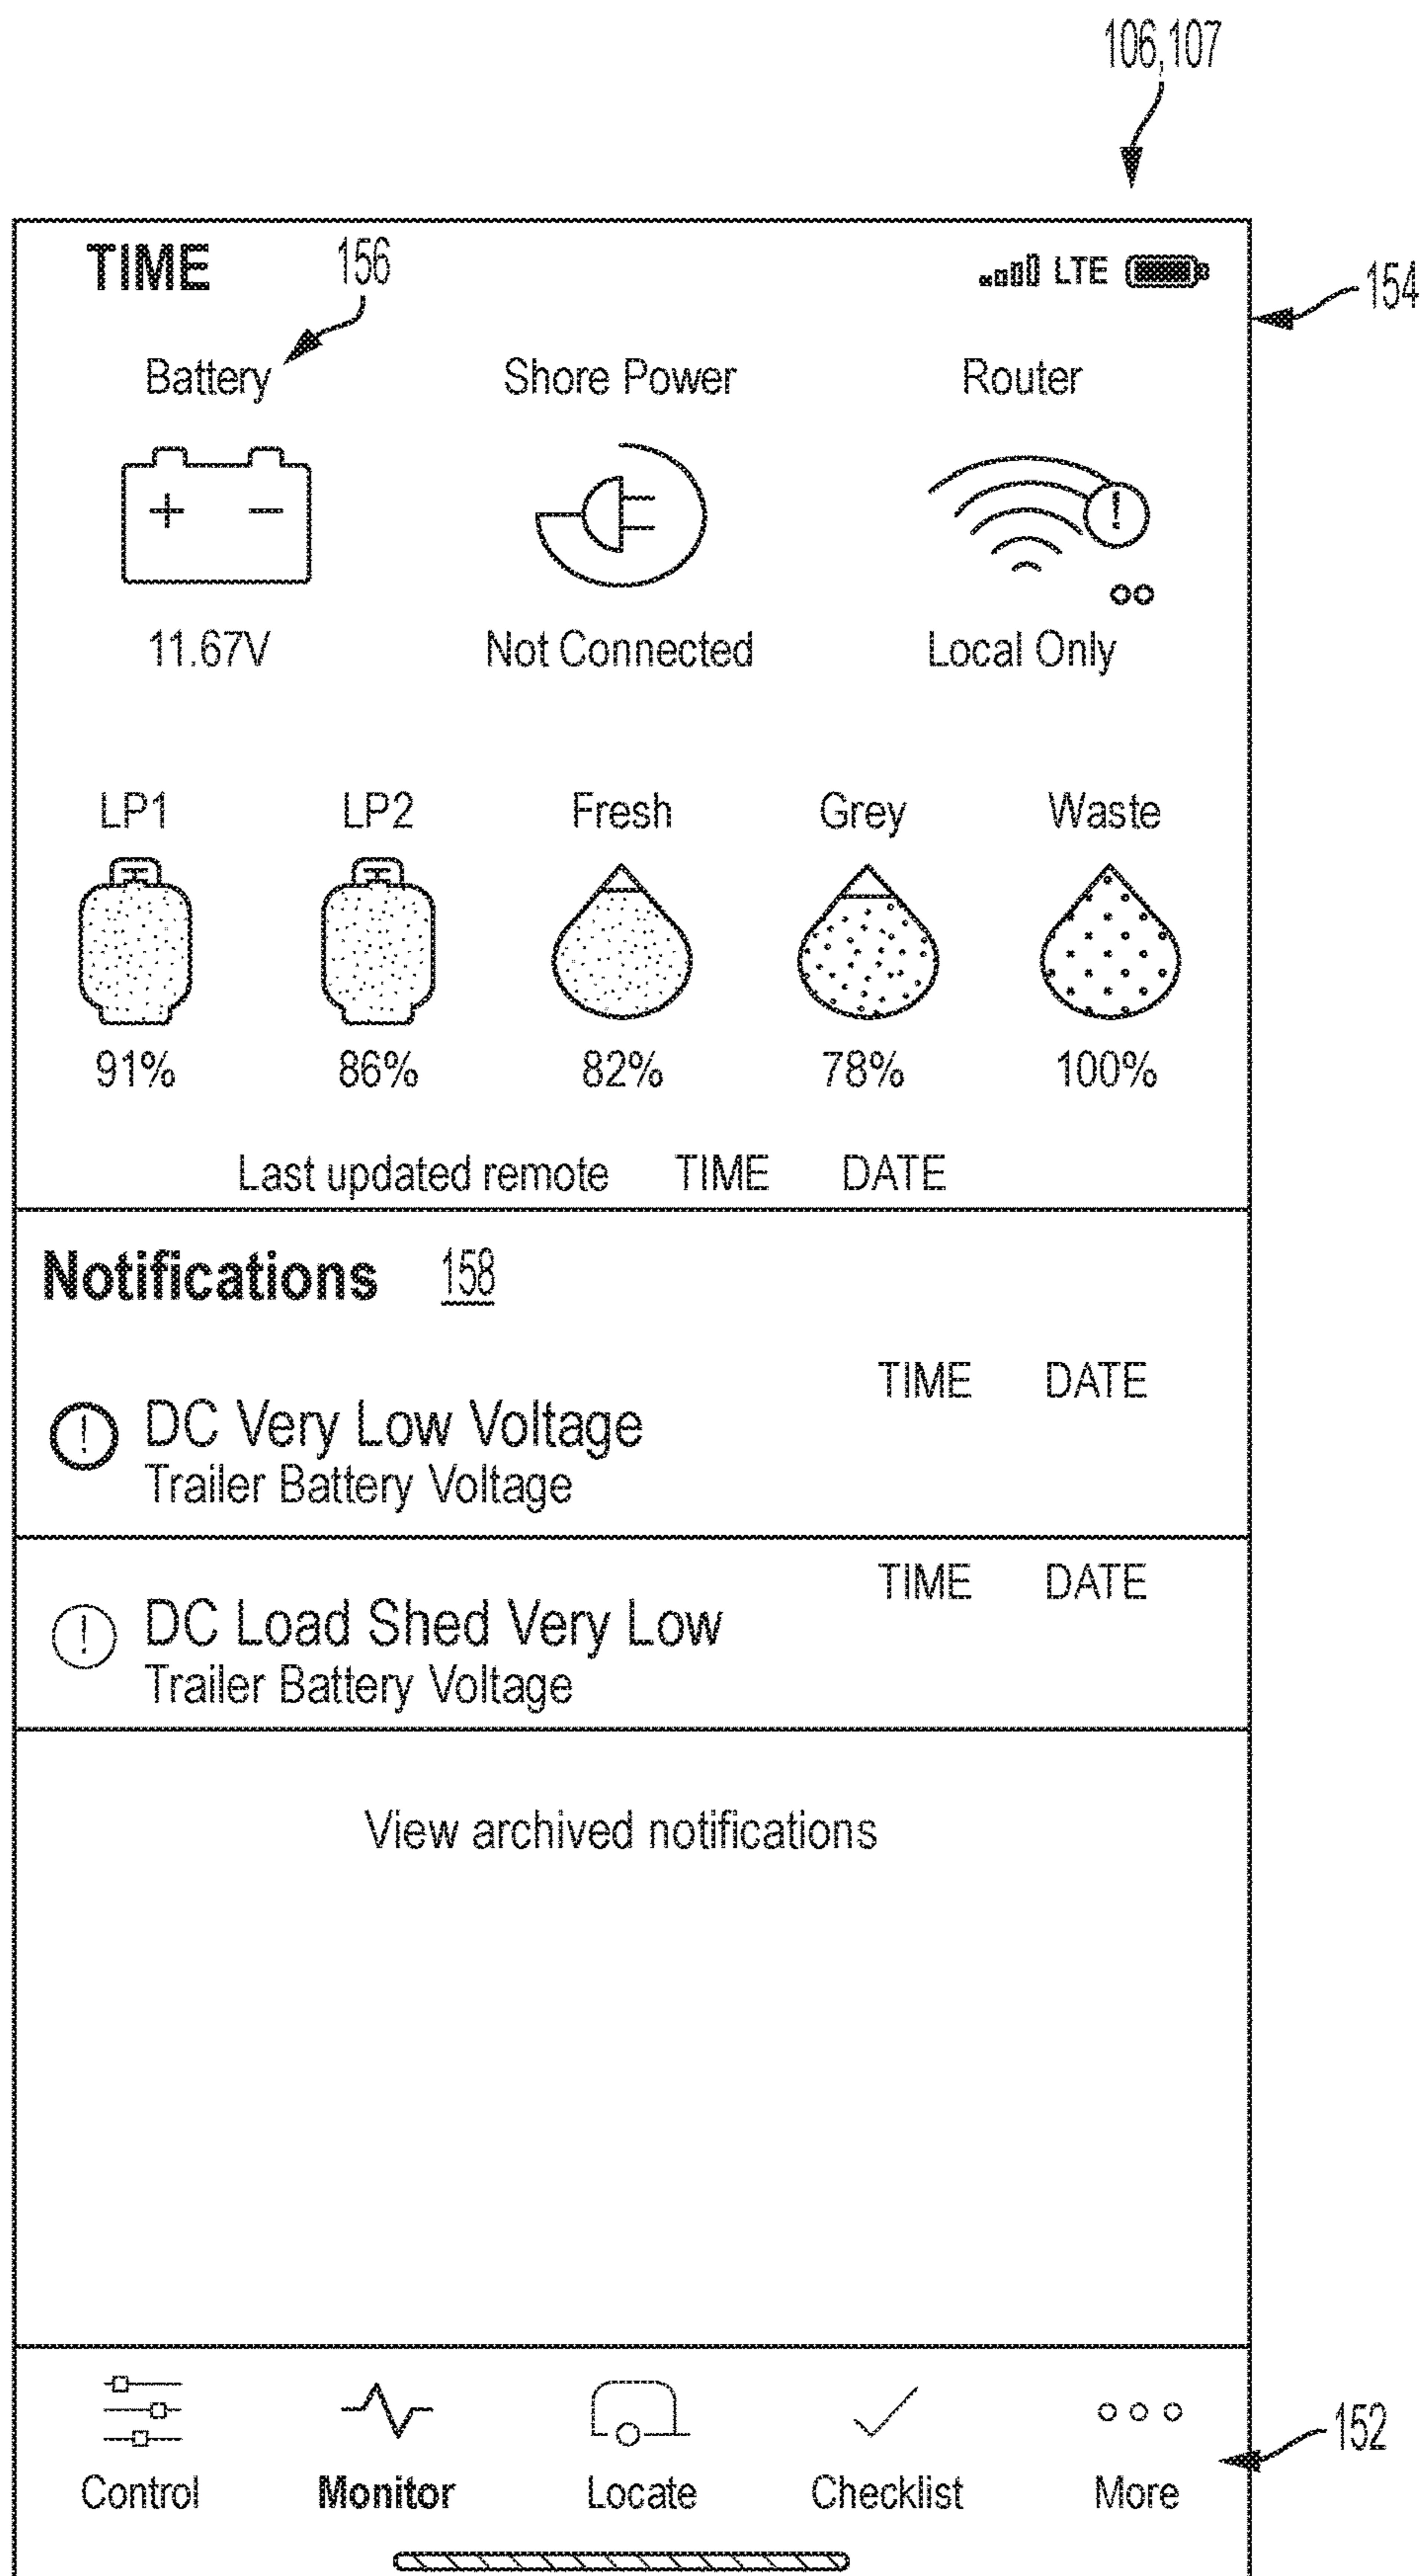 106,107
TIME 156 LTE 154
Battery Shore Power Router
+ − !
11.67V Not Connected Local Only
LP1 LP2 Fresh Grey Waste
91% 86% 82% 78% 100%
Last updated remote TIME DATE
Notifications 158
TIME DATE
! DC Very Low Voltage
Trailer Battery Voltage
TIME DATE
! DC Load Shed Very Low
Trailer Battery Voltage
View archived notifications
152
Control Monitor Locate Checklist More